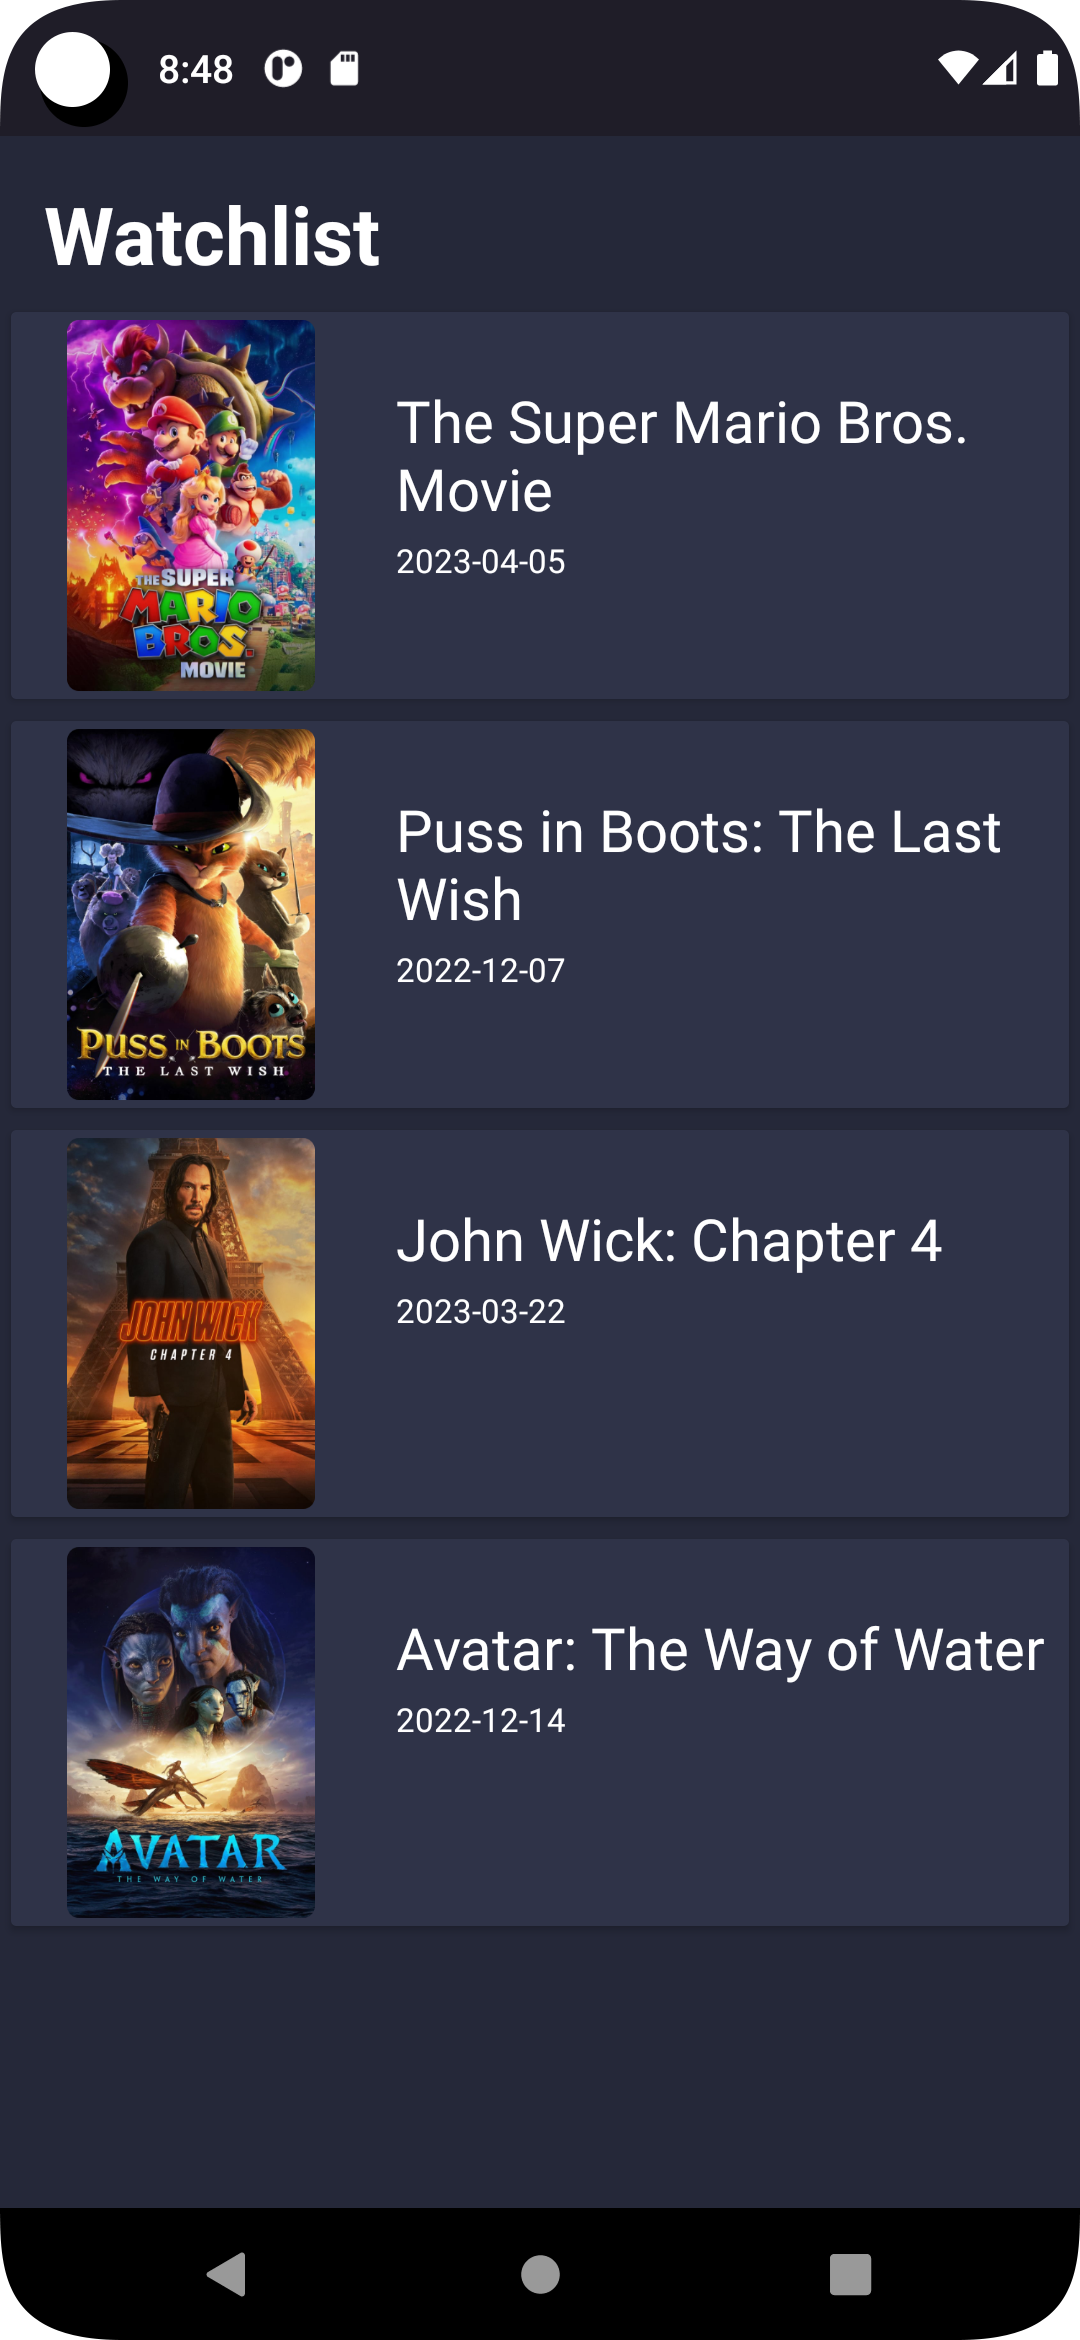 8:48
Watchlist
THE SUPER
MARIO
BROS.
MOVIE
The Super Mario Bros.
Movie
2023-04-05
PUSS IN BOOTS
THE LAST WISH
Puss in Boots: The Last
Wish
2022-12-07
JOHN WICK
CHAPTER 4
John Wick: Chapter 4
2023-03-22
AVATAR
THE WAY OF WATER
Avatar: The Way of Water
2022-12-14